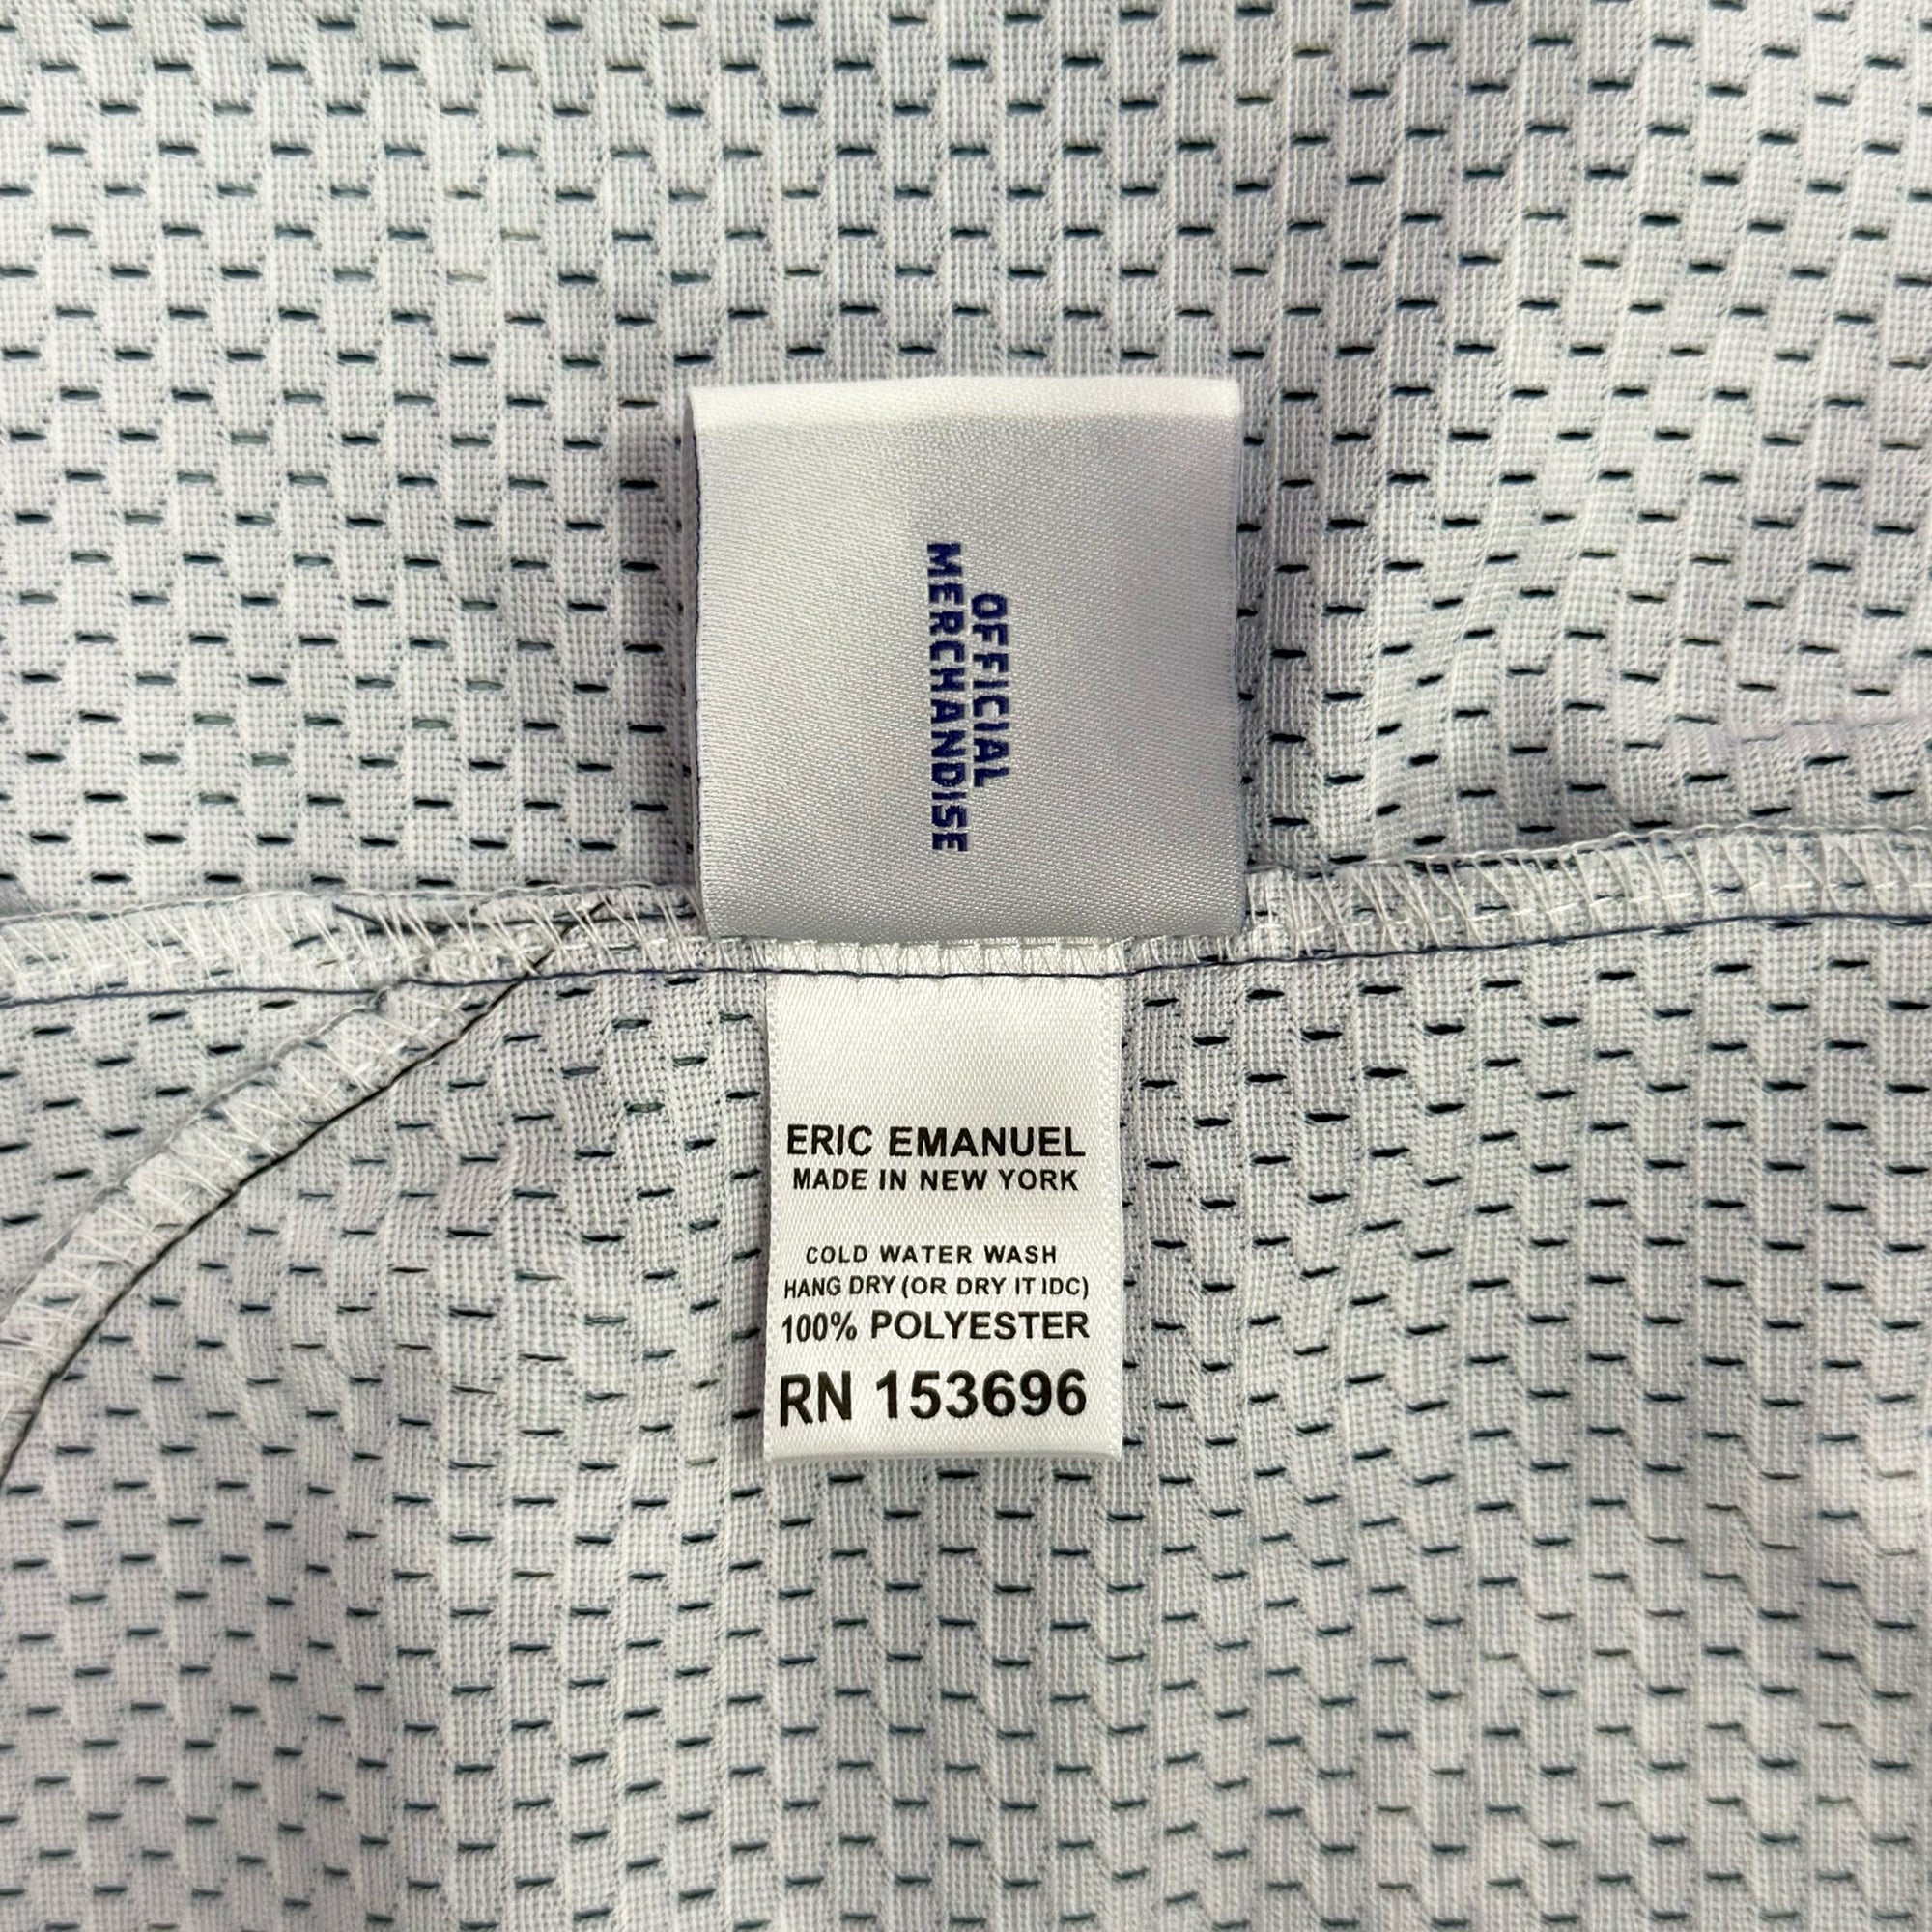 OFFICIAL
MERCHANDISE
ERIC EMANUEL
MADE IN NEW YORK
COLD WATER WASH
HANG DRY (OR DRY IT IDC)
100% POLYESTER
RN 153696